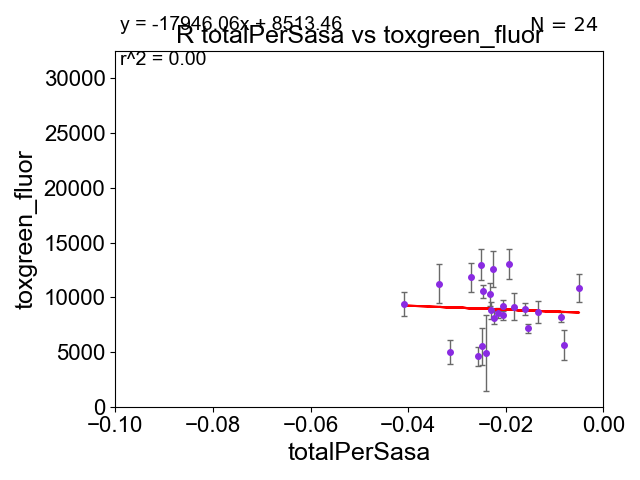 y = -17946.06x + 8513.46
N = 24
R totalPerSasa vs toxgreen_fluor
r^2 = 0.00
30000
25000
20000
15000
10000
5000
0
toxgreen_fluor
−0.10 −0.08 −0.06 −0.04 −0.02 0.00
totalPerSasa